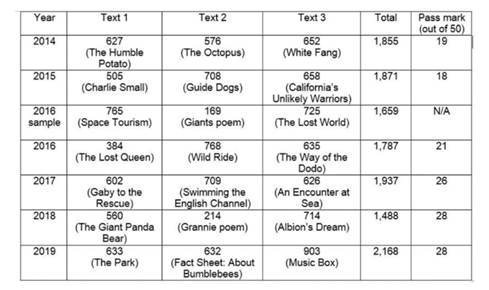 Year Text 1 Text 2 Text 3 Total Pass mark
(out of 50)
2014 627 576 652 1,855 19
(The Humble (The Octopus) (White Fang)
Potato)
2015 505 708 658 1,871 18
(Charlie Small) (Guide Dogs) (California's
Unlikely Warriors)
2016 765 169 725 1,659 N/A
sample (Space Tourism) (Giants poem) (The Lost World)
2016 384 768 635 1,787 21
(The Lost Queen) (Wild Ride) (The Way of the
Dodo)
2017 602 709 626 1,937 26
(Gaby to the (Swimming the (An Encounter at
Rescue) English Channel) Sea)
2018 560 214 714 1,488 28
(The Giant Panda (Grannie poem) (Albion's Dream)
Bear)
2019 633 632 903 2,168 28
(The Park) (Fact Sheet: About (Music Box)
Bumblebees)